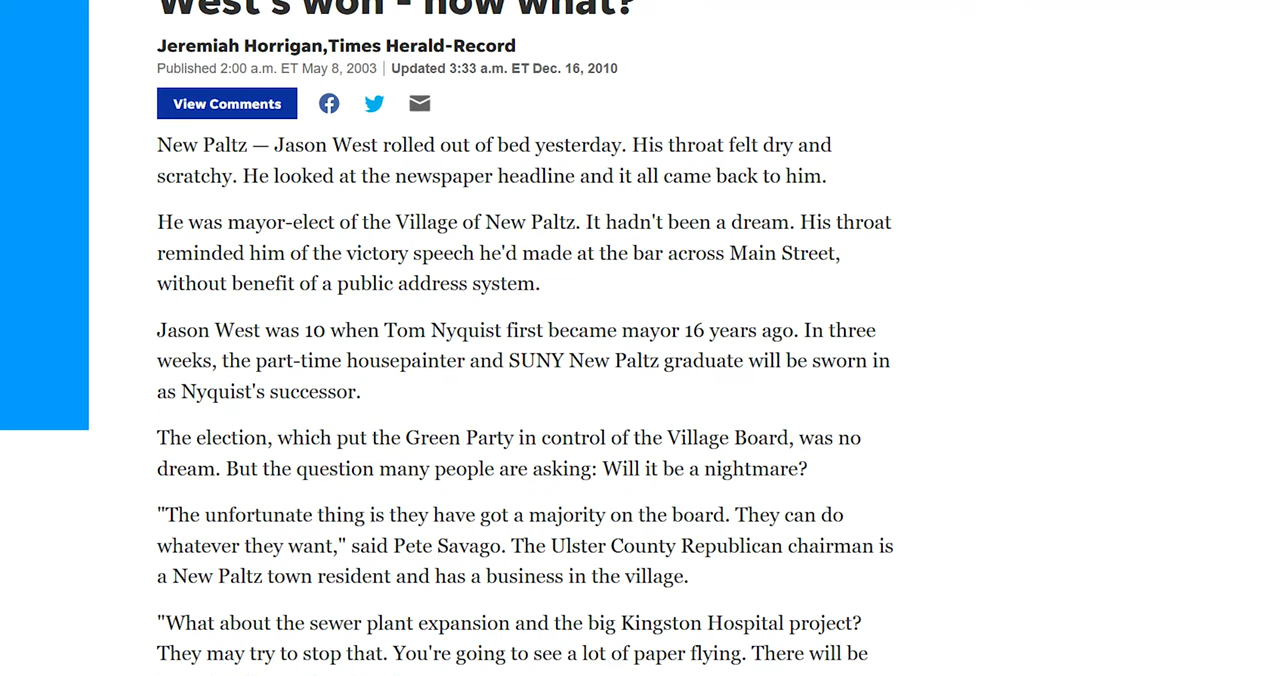 West's won - now what?
Jeremiah Horrigan,Times Herald-Record
Published 2:00 a.m. ET May 8, 2003 | Updated 3:33 a.m. ET Dec. 16, 2010
View Comments
New Paltz — Jason West rolled out of bed yesterday. His throat felt dry and
scratchy. He looked at the newspaper headline and it all came back to him.
He was mayor-elect of the Village of New Paltz. It hadn't been a dream. His throat
reminded him of the victory speech he'd made at the bar across Main Street,
without benefit of a public address system.
Jason West was 10 when Tom Nyquist first became mayor 16 years ago. In three
weeks, the part-time housepainter and SUNY New Paltz graduate will be sworn in
as Nyquist's successor.
The election, which put the Green Party in control of the Village Board, was no
dream. But the question many people are asking: Will it be a nightmare?
"The unfortunate thing is they have got a majority on the board. They can do
whatever they want," said Pete Savago. The Ulster County Republican chairman is
a New Paltz town resident and has a business in the village.
"What about the sewer plant expansion and the big Kingston Hospital project?
They may try to stop that. You're going to see a lot of paper flying. There will be